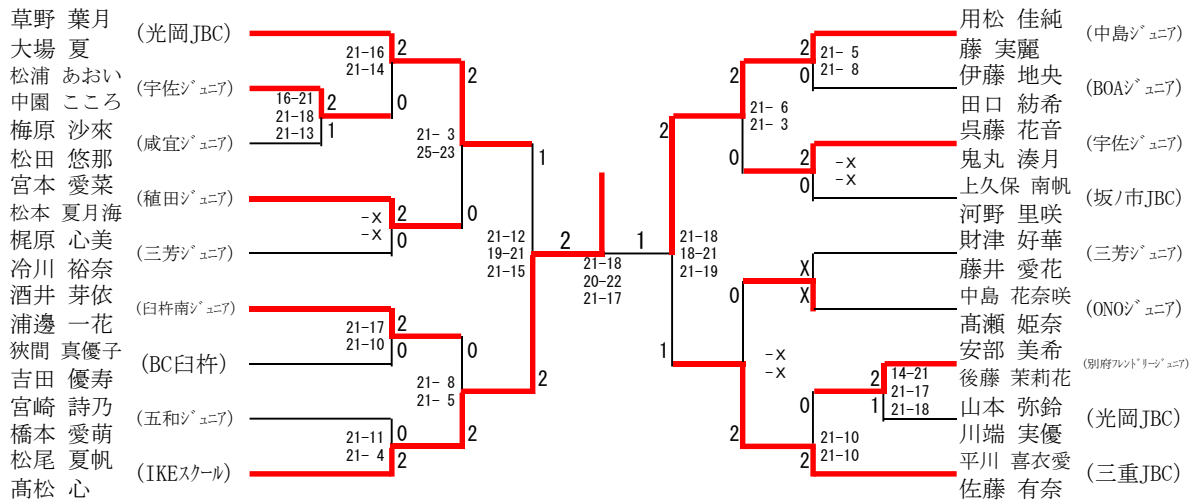 草野 葉月
大場 夏
(光岡JBC)
松浦 あおい
中園 こころ
(宇佐ジュニア)
梅原 沙來
松田 悠那
(咸宜ジュニア)
宮本 愛菜
松本 夏月海
(稙田ジュニア)
梶原 心美
冷川 裕奈
(三芳ジュニア)
酒井 芽依
浦邊 一花
(臼杵南ジュニア)
狹間 真優子
吉田 優寿
(BC臼杵)
宮崎 詩乃
橋本 愛萌
(五和ジュニア)
松尾 夏帆
髙松 心
(IKEスクール)
16-21
21-18
21-13
2
1
21-16
21-14
2
0
-X
-X
2
0
21-17
21-10
2
0
21-11
21- 4
0
2
21- 3
25-23
2
0
21- 8
21- 5
0
2
21-12
19-21
21-15
1
2
2
1
21-18
20-22
21-17
21-18
18-21
21-19
2
1
21- 6
21- 3
2
0
-X
-X
0
2
21- 5
21- 8
2
0
-X
-X
2
0
X
X
21-10
21-10
0
2
14-21
21-17
21-18
2
1
用松 佳純
藤 実麗
(中島ジュニア)
伊藤 地央
田口 紡希
(BOAジュニア)
呉藤 花音
鬼丸 湊月
(宇佐ジュニア)
上久保 南帆
河野 里咲
(坂ノ市JBC)
財津 好華
藤井 愛花
(三芳ジュニア)
中島 花奈咲
髙瀬 姫奈
(ONOジュニア)
安部 美希
後藤 茉莉花
(別府フレンドリージュニア)
山本 弥鈴
川端 実優
(光岡JBC)
平川 喜衣愛
佐藤 有奈
(三重JBC)